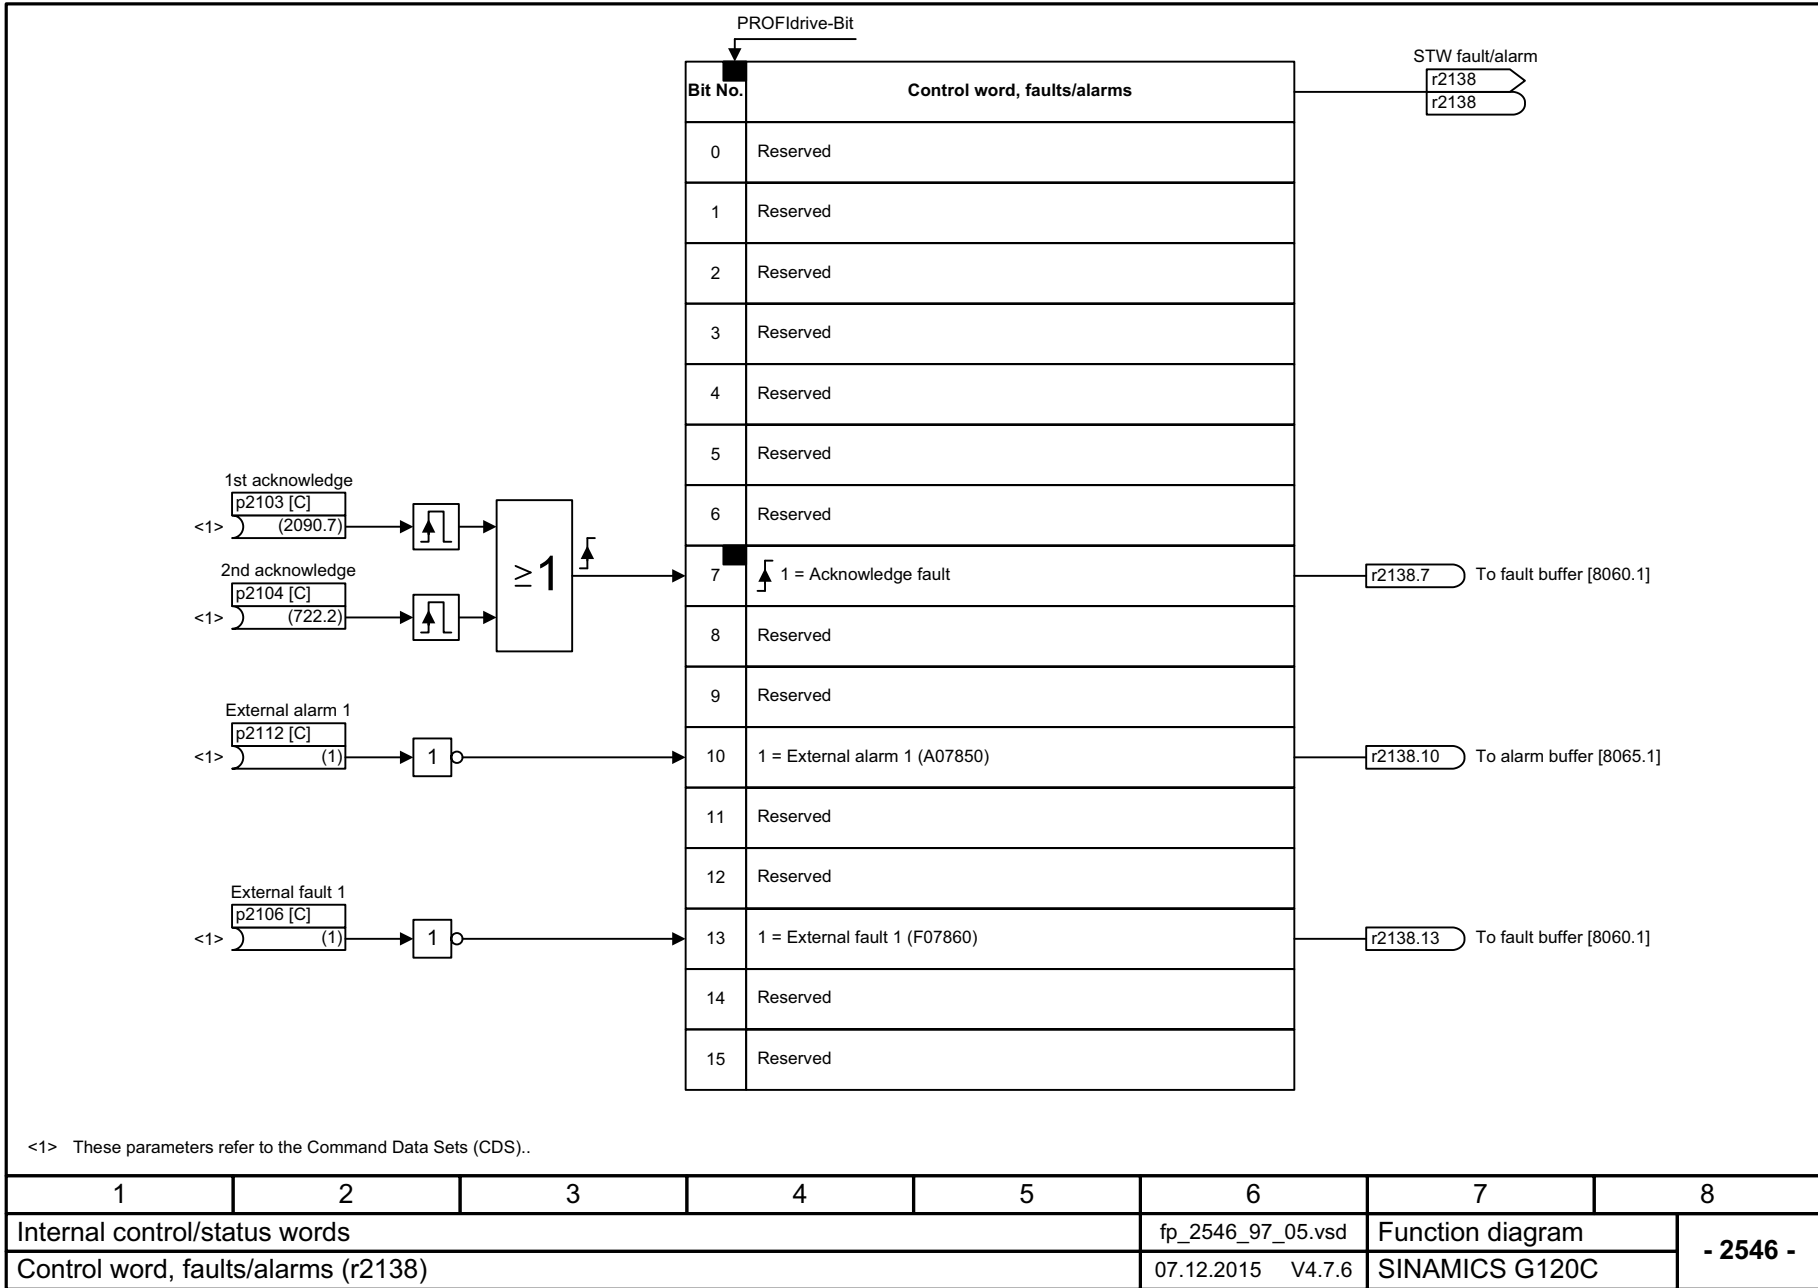 PROFIdrive-Bit
STW fault/alarm
r2138
r2138
Bit No. Control word, faults/alarms
0 Reserved
1 Reserved
2 Reserved
3 Reserved
4 Reserved
5 Reserved
6 Reserved
1st acknowledge
p2103 [C]
<1> (2090.7)
2nd acknowledge
p2104 [C]
<1> (722.2)
≥1
7 1 = Acknowledge fault r2138.7 To fault buffer [8060.1]
8 Reserved
9 Reserved
External alarm 1
p2112 [C]
<1> (1) 1 10 1 = External alarm 1 (A07850) r2138.10 To alarm buffer [8065.1]
11 Reserved
12 Reserved
External fault 1
p2106 [C]
<1> (1) 1 13 1 = External fault 1 (F07860) r2138.13 To fault buffer [8060.1]
14 Reserved
15 Reserved
<1> These parameters refer to the Command Data Sets (CDS)..
1 2 3 4 5 6 7 8
Internal control/status words fp_2546_97_05.vsd Function diagram - 2546 -
Control word, faults/alarms (r2138) 07.12.2015 V4.7.6 SINAMICS G120C